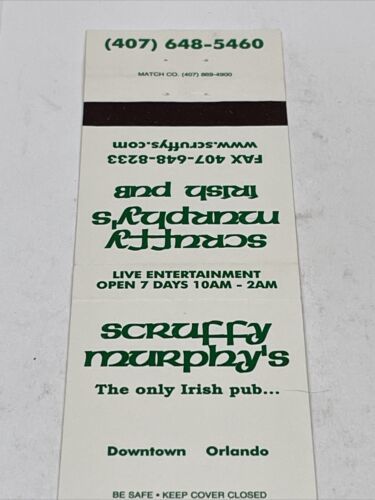 (407) 648-5460
MATCH CO. (407) 869-4900
Scruffy
Murphy's
Irish Pub
FAX 407-648-8233
www.scruffys.com
LIVE ENTERTAINMENT
OPEN 7 DAYS 10AM - 2AM
Scruffy
Murphy's
The only Irish pub...
Downtown Orlando
BE SAFE • KEEP COVER CLOSED